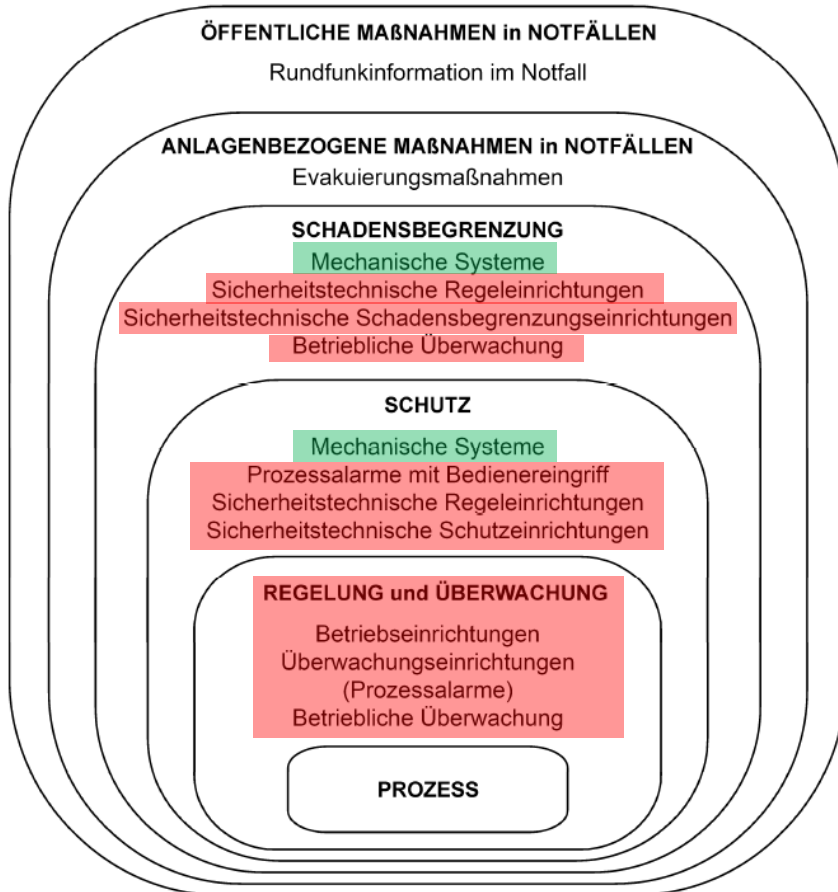 ÖFFENTLICHE MAßNAHMEN in NOTFÄLLEN
Rundfunkinformation im Notfall
ANLAGENBEZOGENE MAßNAHMEN in NOTFÄLLEN
Evakuierungsmaßnahmen
SCHADENSBEGRENZUNG
Mechanische Systeme
Sicherheitstechnische Regeleinrichtungen
Sicherheitstechnische Schadensbegrenzungseinrichtungen
Betriebliche Überwachung
SCHUTZ
Mechanische Systeme
Prozessalarme mit Bedienereingriff
Sicherheitstechnische Regeleinrichtungen
Sicherheitstechnische Schutzeinrichtungen
REGELUNG und ÜBERWACHUNG
Betriebseinrichtungen
Überwachungseinrichtungen
(Prozessalarme)
Betriebliche Überwachung
PROZESS